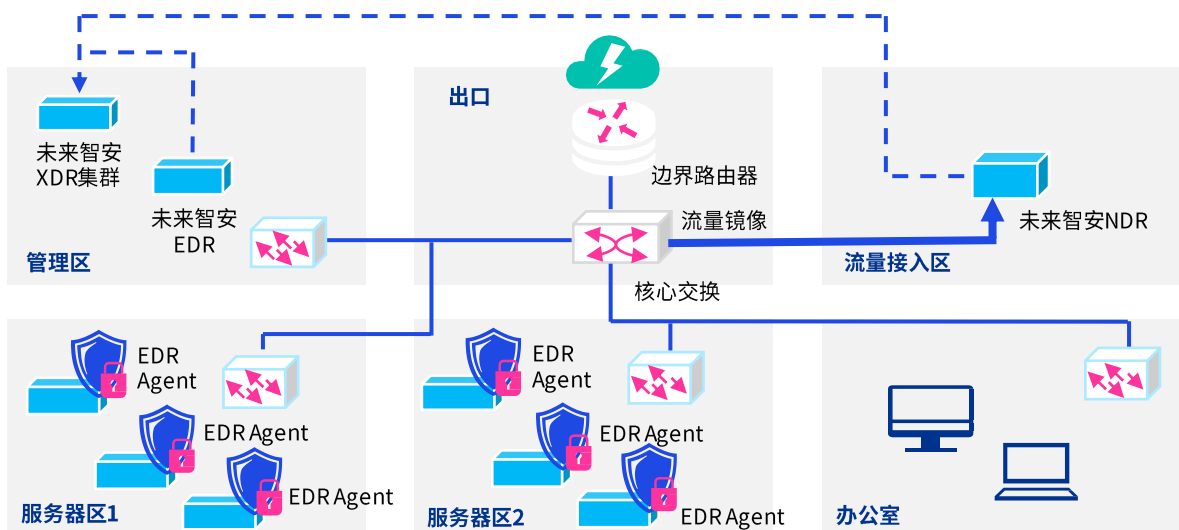 未来智安
XDR集群
未来智安
EDR
管理区
出口
边界路由器
流量镜像
核心交换
未来智安NDR
流量接入区
EDR
Agent
EDR Agent
EDR Agent
服务器区1
EDR
Agent
EDR Agent
EDR Agent
服务器区2
办公室